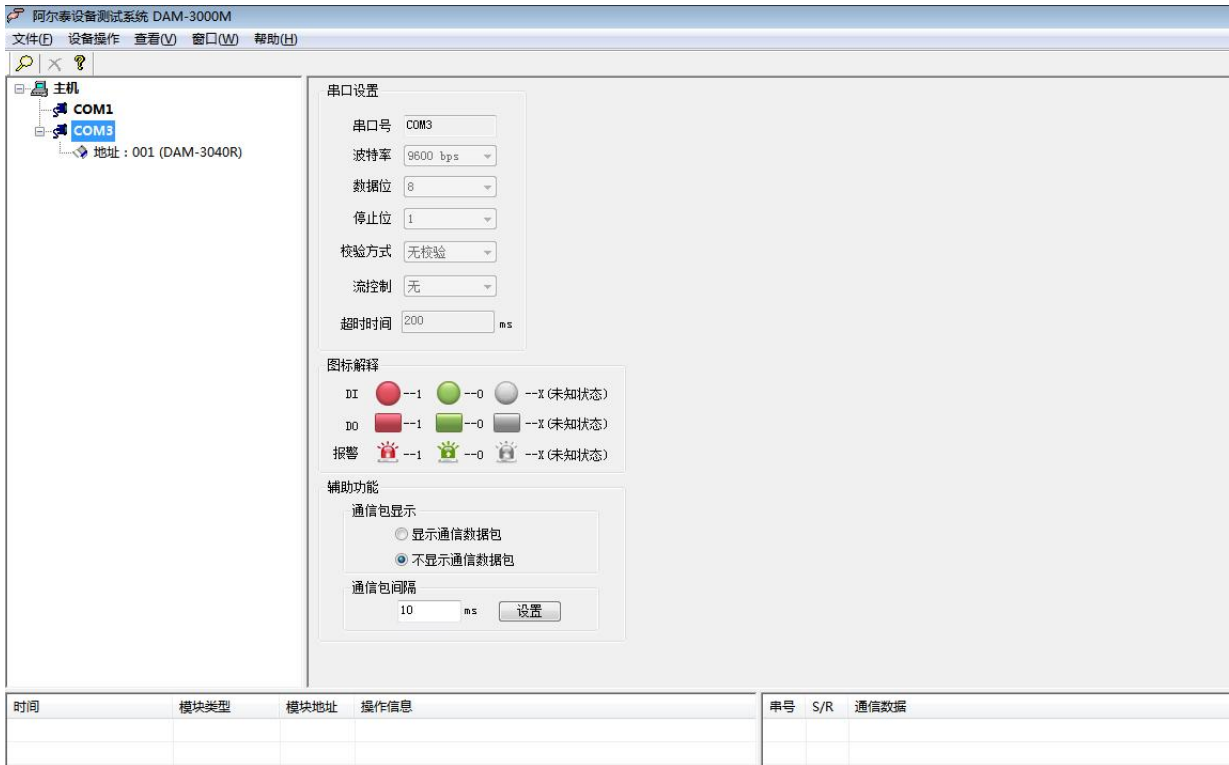 阿尔泰设备测试系统 DAM-3000M
文件(F) 设备操作 查看(V) 窗口(W) 帮助(H)
主机
COM1
COM3
地址：001 (DAM-3040R)
串口设置
串口号 COM3
波特率 9600 bps
数据位 8
停止位 1
校验方式 无校验
流控制 无
超时时间 200 ms
图标解释
DI --1 --0 --X(未知状态)
DO --1 --0 --X(未知状态)
报警 --1 --0 --X(未知状态)
辅助功能
通信包显示
显示通信数据包
不显示通信数据包
通信包间隔
10 ms 设置
时间 模块类型 模块地址 操作信息 串号 S/R 通信数据